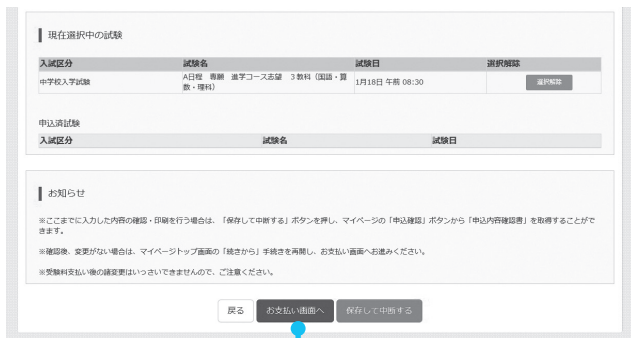 現在選択中の試験
入試区分 試験名 試験日 選択解除
中学校入学試験 A日程 専願 進学コース志望 3教科（国語・算数・理科） 1月18日 午前 08:30 選択解除
申込済試験
入試区分 試験名 試験日
お知らせ
※ここまでに入力した内容の確認・印刷を行う場合は、「保存して中断する」ボタンを押し、マイページの「申込確認」ボタンから「申込内容確認書」を取得することがで
きます。
※確認後、変更がない場合は、マイページトップ画面の「続きから」手続きを再開し、お支払い画面へお進みください。
※受験料支払い後の諸変更はいっさいできませんので、ご注意ください。
戻る お支払い画面へ 保存して中断する